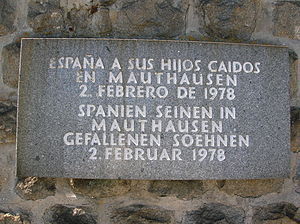 ESPAÑA A SUS HIJOS CAIDOS
EN MAUTHAUSEN
2. FEBRERO DE 1978
SPANIEN SEINEN IN
MAUTHAUSEN
GEFALLENEN SOEHNEN
2. FEBRUAR 1978